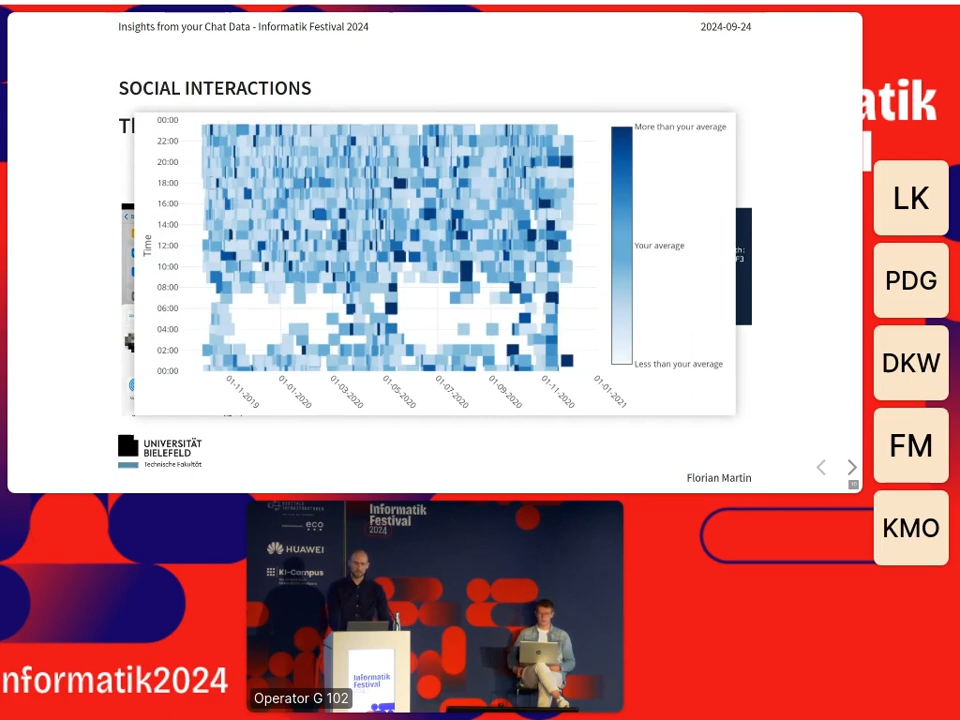 Insights from your Chat Data - Informatik Festival 2024
2024-09-24
SOCIAL INTERACTIONS
00:00
22:00
20:00
18:00
16:00
14:00
12:00
10:00
08:00
06:00
04:00
02:00
00:00
Time
01-11-2019
01-01-2020
01-03-2020
01-05-2020
01-07-2020
01-09-2020
01-11-2020
01-01-2021
More than your average
Your average
Less than your average
UNIVERSITÄT
BIELEFELD
Technische Fakultät
Florian Martin
LK
PDG
DKW
FM
KMO
eco
HUAWEI
KI-Campus
Informatik
Festival
2024
Informatik
Festival
Operator G 102
nformatik2024
atik